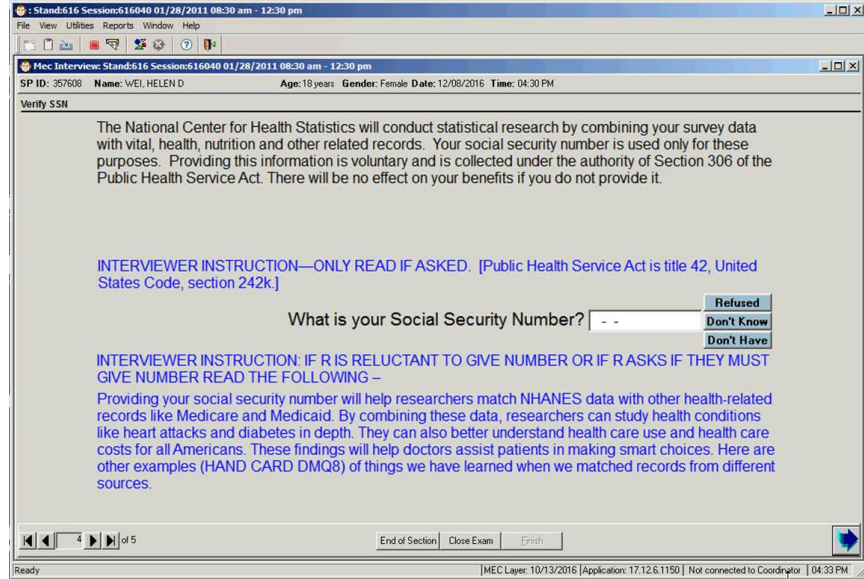 : Stand:616 Session:616040 01/28/2011 08:30 am - 12:30 pm
File View Utilities Reports Window Help
Mec Interview: Stand:616 Session:616040 01/28/2011 08:30 am - 12:30 pm
SP ID: 357608 Name: WEI, HELEN D Age: 18 years Gender: Female Date: 12/08/2016 Time: 04:30 PM
Verify SSN
The National Center for Health Statistics will conduct statistical research by combining your survey data
with vital, health, nutrition and other related records. Your social security number is used only for these
purposes. Providing this information is voluntary and is collected under the authority of Section 306 of the
Public Health Service Act. There will be no effect on your benefits if you do not provide it.
INTERVIEWER INSTRUCTION—ONLY READ IF ASKED. [Public Health Service Act is title 42, United
States Code, section 242k.]
Refused
What is your Social Security Number? - - Don't Know
Don't Have
INTERVIEWER INSTRUCTION: IF R IS RELUCTANT TO GIVE NUMBER OR IF R ASKS IF THEY MUST
GIVE NUMBER READ THE FOLLOWING –
Providing your social security number will help researchers match NHANES data with other health-related
records like Medicare and Medicaid. By combining these data, researchers can study health conditions
like heart attacks and diabetes in depth. They can also better understand health care use and health care
costs for all Americans. These findings will help doctors assist patients in making smart choices. Here are
other examples (HAND CARD DMQ8) of things we have learned when we matched records from different
sources.
4 of 5 End of Section Close Exam Finish
Ready MEC Layer: 10/13/2016 Application: 17.12.6.1150 Not connected to Coordinator 04:33 PM